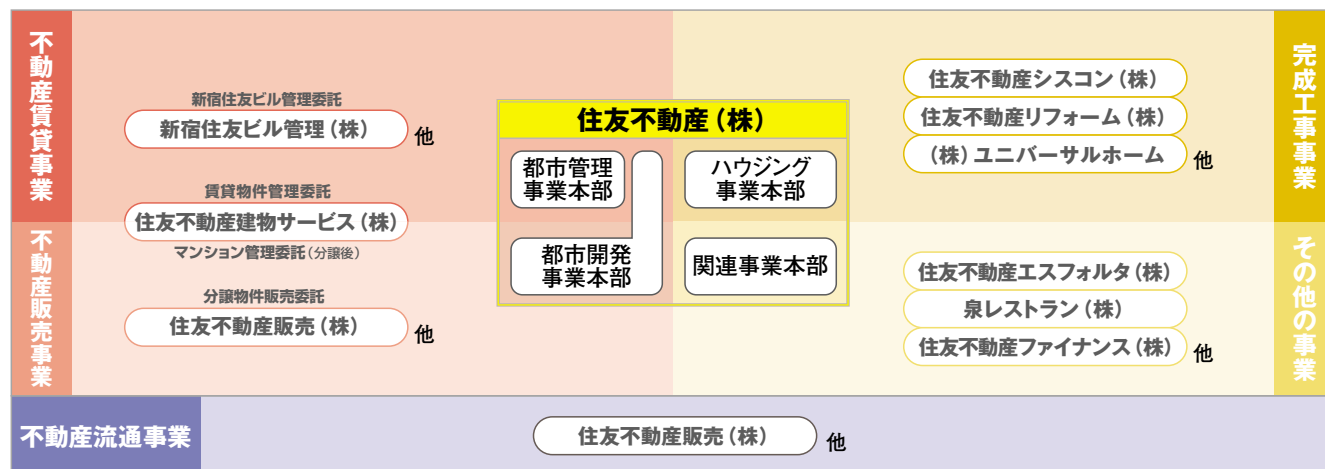 不動産賃貸事業
新宿住友ビル管理委託
新宿住友ビル管理（株）
他
賃貸物件管理委託
住友不動産建物サービス（株）
マンション管理委託（分譲後）
不動産販売事業
分譲物件販売委託
住友不動産販売（株）
他
住友不動産（株）
都市管理
事業本部
ハウジング
事業本部
都市開発
事業本部
関連事業本部
完成工事事業
住友不動産シスコン（株）
住友不動産リフォーム（株）
（株）ユニバーサルホーム
他
その他の事業
住友不動産エスフォルタ（株）
泉レストラン（株）
住友不動産ファイナンス（株）
他
不動産流通事業
住友不動産販売（株）
他